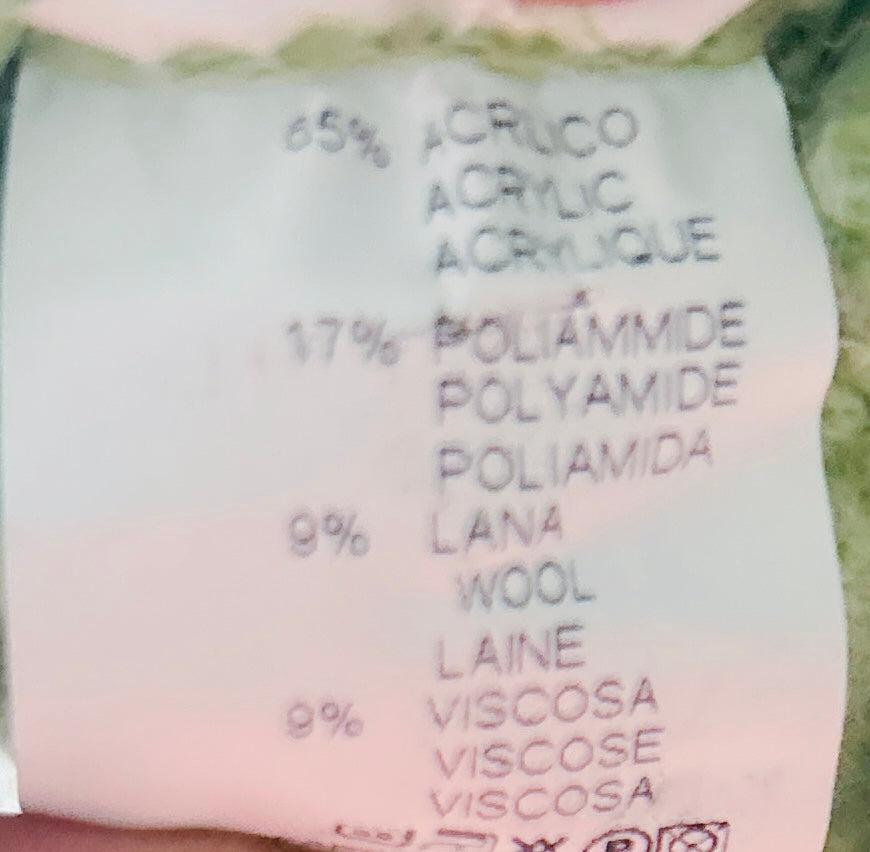 65% ACRILICO
ACRYLIC
ACRYLIQUE
17% POLIAMMIDE
POLYAMIDE
POLIAMIDA
9% LANA
WOOL
LAINE
9% VISCOSA
VISCOSE
VISCOSA
P